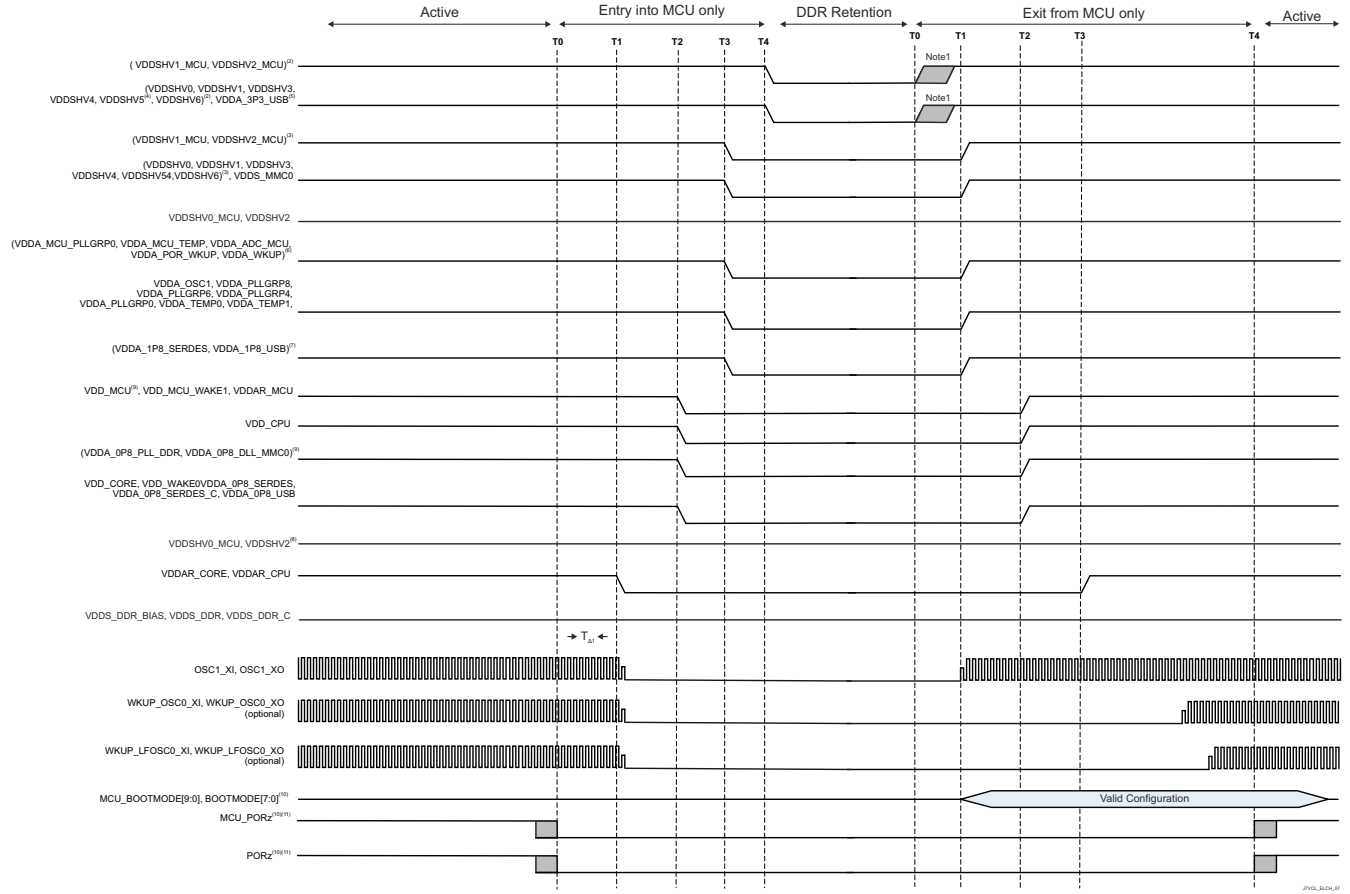 Active Entry into MCU only DDR Retention Exit from MCU only Active
T0 T1 T2 T3 T4 T0 T1 T2 T3 T4
( VDDSHV1_MCU, VDDSHV2_MCU)(2)
Note1
(VDDSHV0, VDDSHV1, VDDSHV3,
VDDSHV4, VDDSHV5(4), VDDSHV6)(2), VDDA_3P3_USB(5)
Note1
(VDDSHV1_MCU, VDDSHV2_MCU)(3)
(VDDSHV0, VDDSHV1, VDDSHV3,
VDDSHV4, VDDSHV54,VDDSHV6)(3), VDDS_MMC0
VDDSHV0_MCU, VDDSHV2
(VDDA_MCU_PLLGRP0, VDDA_MCU_TEMP, VDDA_ADC_MCU,
VDDA_POR_WKUP, VDDA_WKUP)(6)
VDDA_OSC1, VDDA_PLLGRP8,
VDDA_PLLGRP6, VDDA_PLLGRP4,
VDDA_PLLGRP0, VDDA_TEMP0, VDDA_TEMP1,
(VDDA_1P8_SERDES, VDDA_1P8_USB)(7)
VDD_MCU(9), VDD_MCU_WAKE1, VDDAR_MCU
VDD_CPU
(VDDA_0P8_PLL_DDR, VDDA_0P8_DLL_MMC0)(9)
VDD_CORE, VDD_WAKE0VDDA_0P8_SERDES,
VDDA_0P8_SERDES_C, VDDA_0P8_USB
VDDSHV0_MCU, VDDSHV2(8)
VDDAR_CORE, VDDAR_CPU
VDDS_DDR_BIAS, VDDS_DDR, VDDS_DDR_C
TΔ1
OSC1_XI, OSC1_XO
WKUP_OSC0_XI, WKUP_OSC0_XO
(optional)
WKUP_LFOSC0_XI, WKUP_LFOSC0_XO
(optional)
MCU_BOOTMODE[9:0], BOOTMODE[7:0](10)
Valid Configuration
MCU_PORz(10)(11)
PORz(10)(11)
J7VCL_ELCH_07